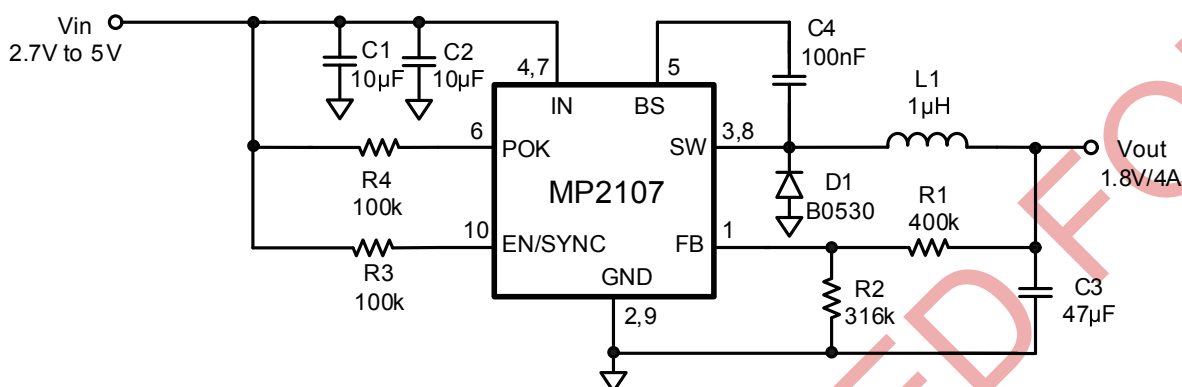 Vin
2.7V to 5V
C1
10µF
C2
10µF
4,7
5
C4
100nF
L1
1µH
IN
BS
6
POK
SW
3,8
Vout
1.8V/4A
R4
100k
MP2107
D1
B0530
R1
400k
10
EN/SYNC
FB
1
R3
100k
GND
2,9
R2
316k
C3
47µF
ED FO